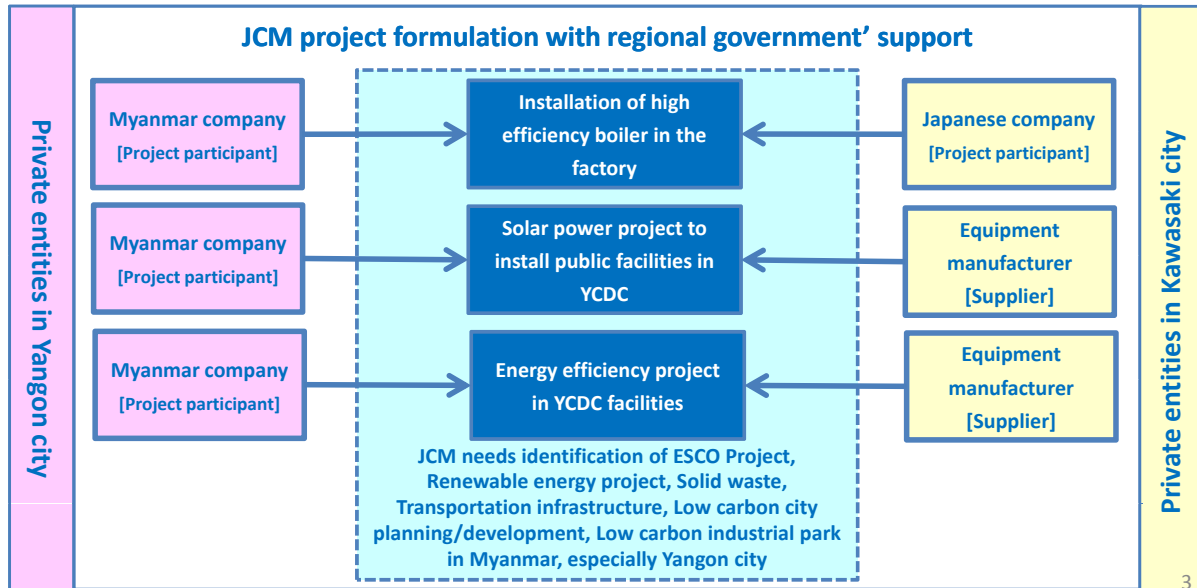 JCM project formulation with regional government' support
Private entities in Yangon city
Myanmar company
[Project participant]
Installation of high
efficiency boiler in the
factory
Japanese company
[Project participant]
Myanmar company
[Project participant]
Solar power project to
install public facilities in
YCDC
Equipment
manufacturer
[Supplier]
Myanmar company
[Project participant]
Energy efficiency project
in YCDC facilities
Equipment
manufacturer
[Supplier]
JCM needs identification of ESCO Project,
Renewable energy project, Solid waste,
Transportation infrastructure, Low carbon city
planning/development, Low carbon industrial park
in Myanmar, especially Yangon city
Private entities in Kawasaki city
3